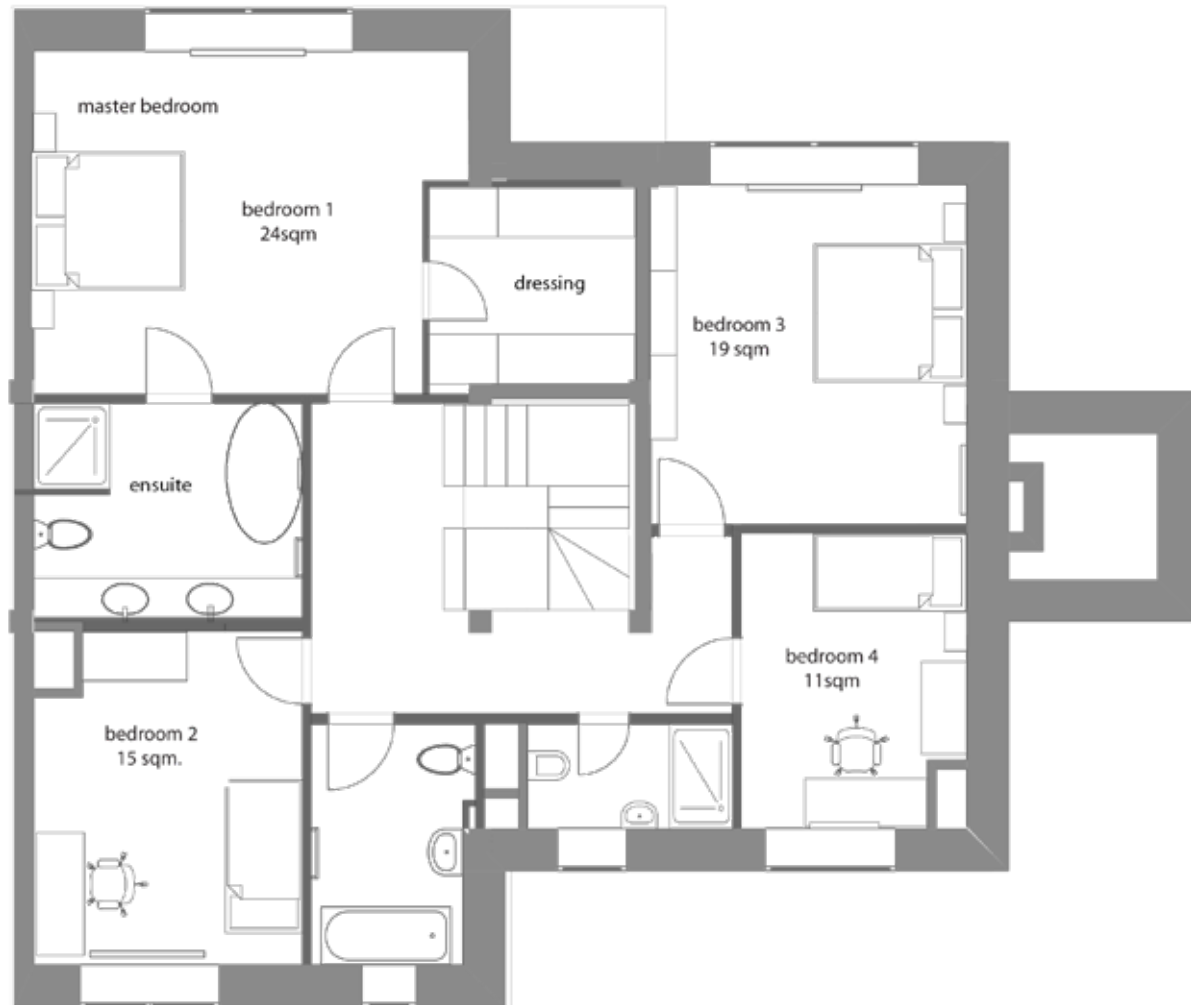 master bedroom
bedroom 1
24sqm
dressing
bedroom 3
19 sqm
ensuite
bedroom 4
11sqm
bedroom 2
15 sqm.